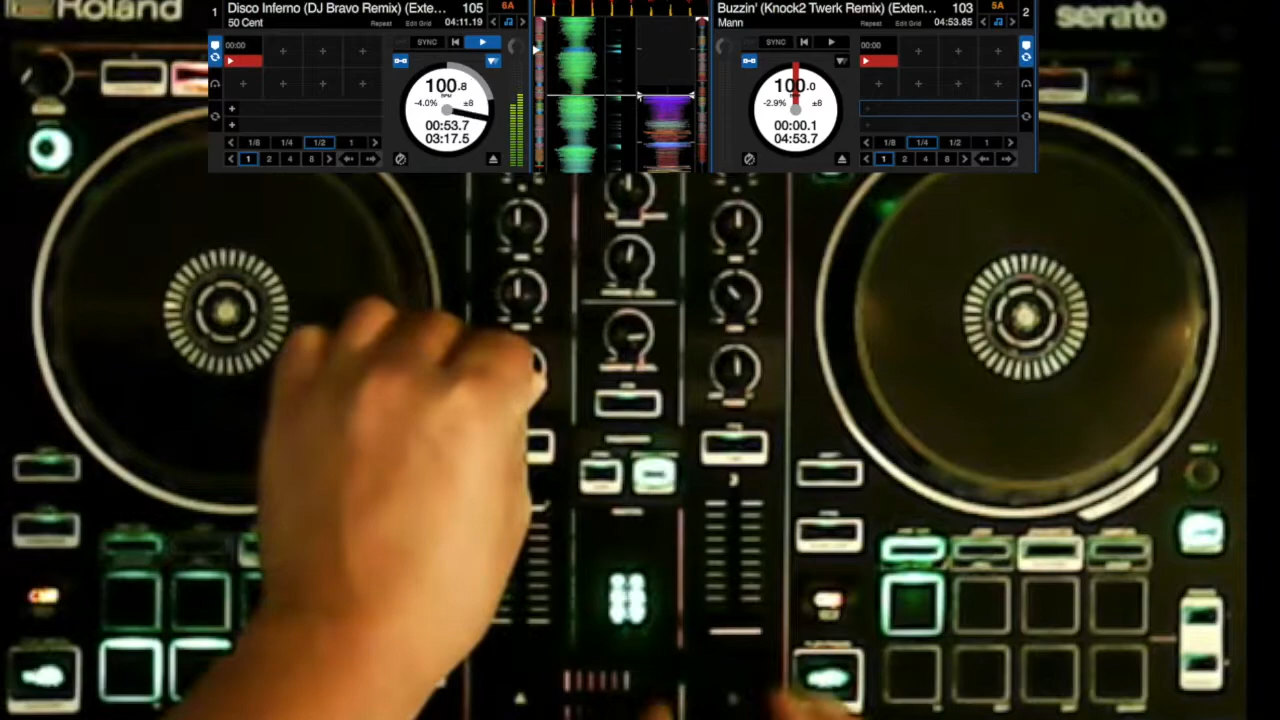 1 Disco Inferno (DJ Bravo Remix) (Exte... 105 6A
50 Cent Repeat Edit Grid 04:11.19
00:00 SYNC
100.8
BPM
-4.0% ±8
00:53.7
03:17.5
1/8 1/4 1/2 1
1 2 4 8
Buzzin' (Knock2 Twerk Remix) (Exten... 103 5A 2
Mann Repeat Edit Grid 04:53.85
SYNC 00:00
100.0
-2.9% ±8
00:00.1
04:53.7
1/8 1/4 1/2 1
1 2 4 8
Roland
serato
CUE